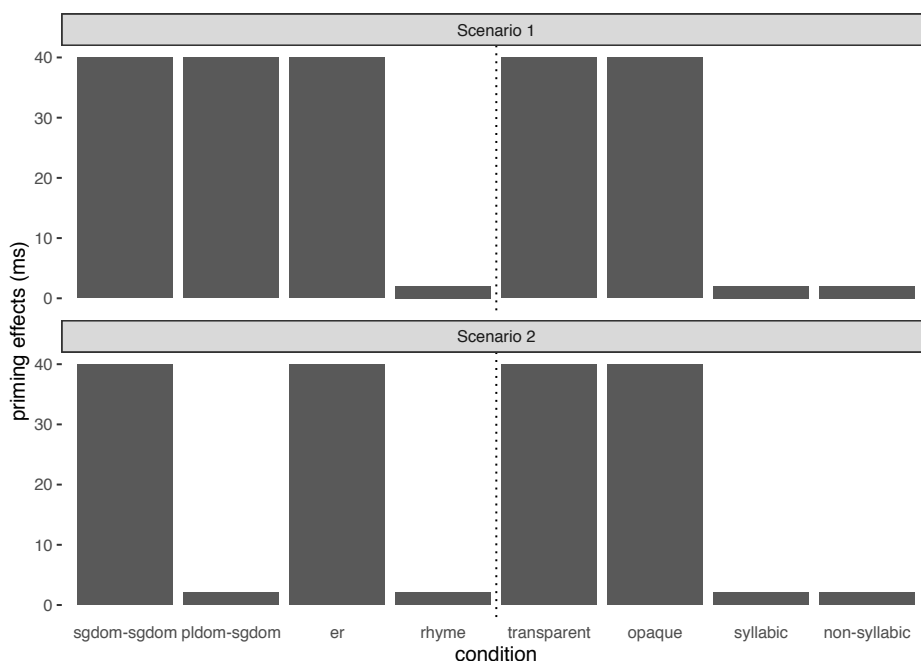 Scenario 1
40
30
20
10
0
Scenario 2
40
30
20
10
0
priming effects (ms)
sgdom-sgdom pldom-sgdom er rhyme transparent opaque syllabic non-syllabic
condition